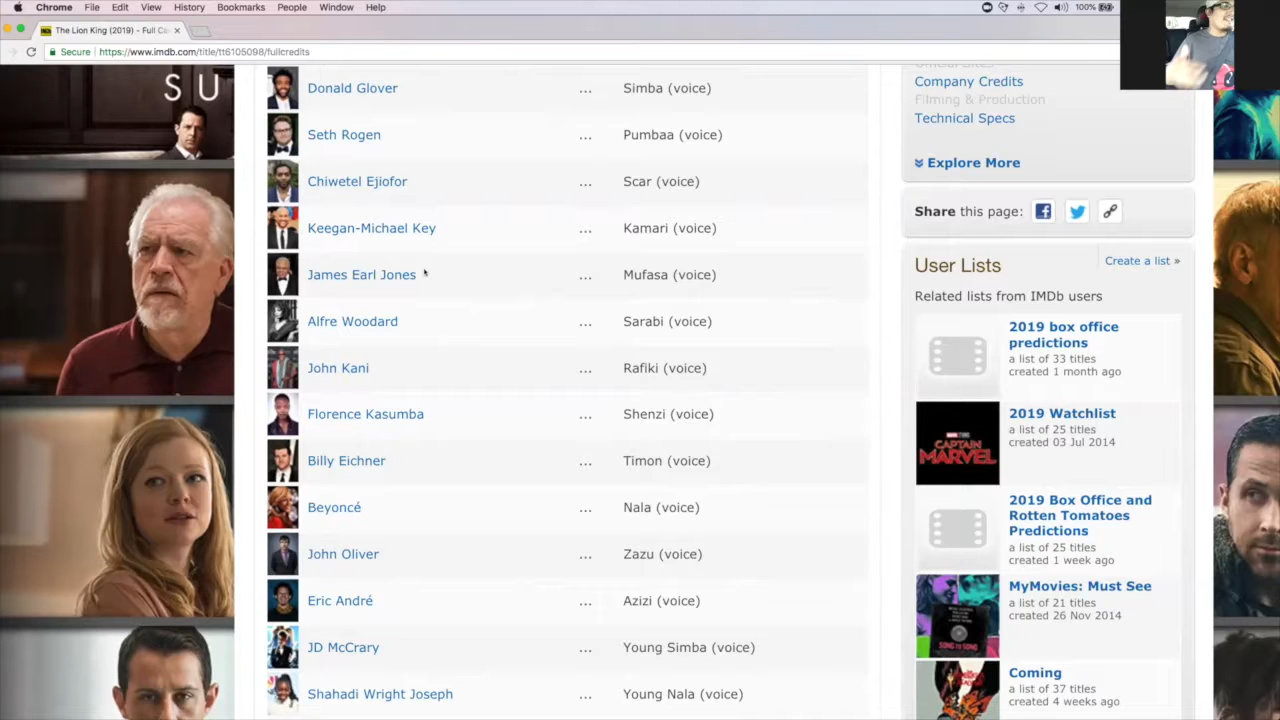 Chrome File Edit View History Bookmarks People Window Help 100%
The Lion King (2019) - Full Ca
Secure https://www.imdb.com/title/tt6105098/fullcredits
SU
Donald Glover ... Simba (voice)
Seth Rogen ... Pumbaa (voice)
Chiwetel Ejiofor ... Scar (voice)
Keegan-Michael Key ... Kamari (voice)
James Earl Jones ... Mufasa (voice)
Alfre Woodard ... Sarabi (voice)
John Kani ... Rafiki (voice)
Florence Kasumba ... Shenzi (voice)
Billy Eichner ... Timon (voice)
Beyoncé ... Nala (voice)
John Oliver ... Zazu (voice)
Eric André ... Azizi (voice)
JD McCrary ... Young Simba (voice)
Shahadi Wright Joseph ... Young Nala (voice)
Company Credits
Filming & Production
Technical Specs
Explore More
Share this page:
User Lists
Create a list »
Related lists from IMDb users
2019 box office
predictions
a list of 33 titles
created 1 month ago
2019 Watchlist
a list of 25 titles
created 03 Jul 2014
CAPTAIN
MARVEL
2019 Box Office and
Rotten Tomatoes
Predictions
a list of 25 titles
created 1 week ago
MyMovies: Must See
a list of 21 titles
created 26 Nov 2014
SONG TO SONG
Coming
a list of 37 titles
created 4 weeks ago